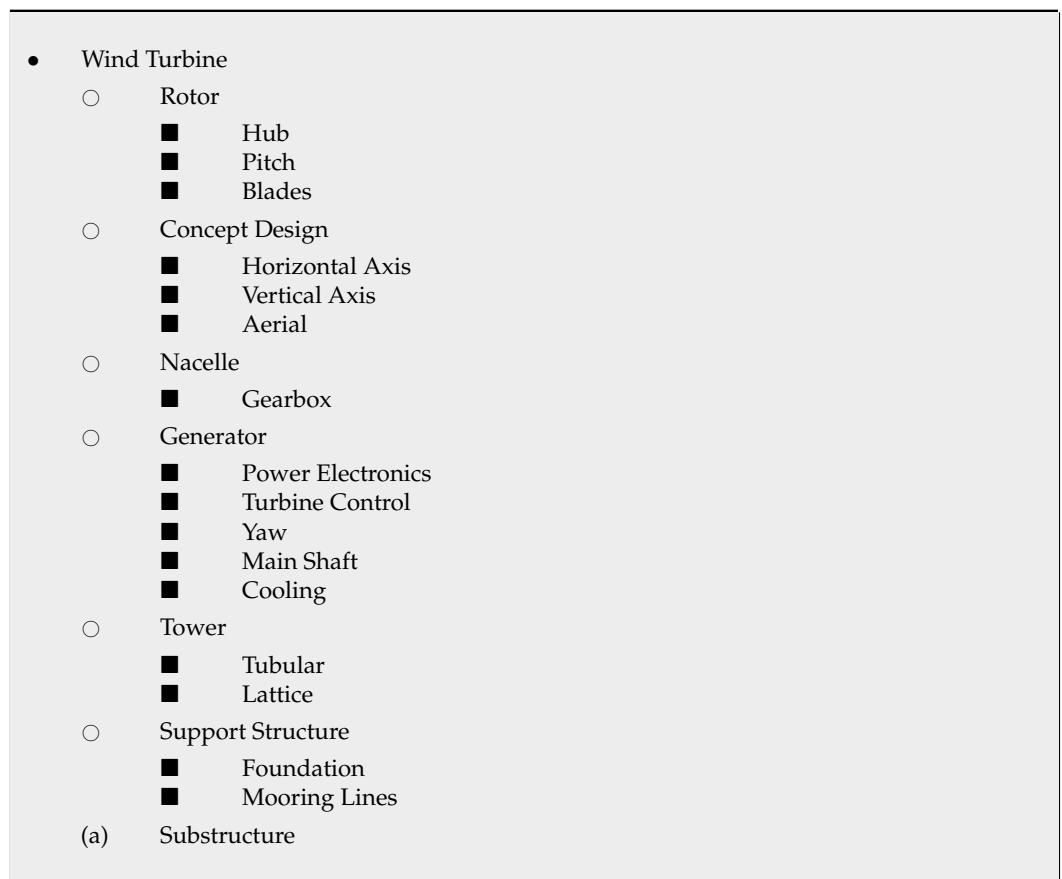 ● Wind Turbine
○ Rotor
■ Hub
■ Pitch
■ Blades
○ Concept Design
■ Horizontal Axis
■ Vertical Axis
■ Aerial
○ Nacelle
■ Gearbox
○ Generator
■ Power Electronics
■ Turbine Control
■ Yaw
■ Main Shaft
■ Cooling
○ Tower
■ Tubular
■ Lattice
○ Support Structure
■ Foundation
■ Mooring Lines
(a) Substructure